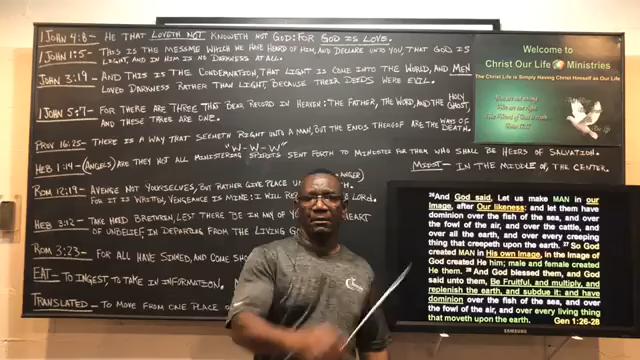 1 JOHN 4:8 - HE THAT LOVETH NOT KNOWETH NOT GOD: FOR GOD IS LOVE.
1 JOHN 1:5 - THIS IS THE MESSAGE WHICH WE HAVE HEARD OF HIM, AND DECLARE UNTO YOU, THAT GOD IS
LIGHT, AND IN HIM IS NO DARKNESS AT ALL.
JOHN 3:19 - AND THIS IS THE CONDEMNATION, THAT LIGHT IS COME INTO THE WORLD, AND MEN
LOVED DARKNESS RATHER THAN LIGHT, BECAUSE THEIR DEEDS WERE EVIL.
1 JOHN 5:7 - FOR THERE ARE THREE THAT BEAR RECORD IN HEAVEN: THE FATHER, THE WORD, AND THE HOLY GHOST,
AND THESE THREE ARE ONE.
PROV 16:25 - THERE IS A WAY THAT SEEMETH RIGHT UNTO A MAN, BUT THE ENDS THEREOF ARE THE WAYS OF DEATH.
"W-W-W"
HEB 1:14 - (ANGELS) ARE THEY NOT ALL MINISTERING SPIRITS SENT FORTH TO MINISTER FOR THEM WHO SHALL BE HEIRS OF SALVATION.
ROM 12:19 - AVENGE NOT YOURSELVES, BUT RATHER GIVE PLACE ANGER)
FOR IT IS WRITTEN, VENGEANCE IS MINE: I WILL LORD.
HEB 3:12 - TAKE HEED BRETHREN, LEST THERE BE IN ANY OF HEART
OF UNBELIEF IN DEPARTING FROM THE LIVING
ROM 3:23 - FOR ALL HAVE SINNED, AND COME
EAT - TO INGEST, TO TAKE IN INFORMATION,
TRANSLATED - TO MOVE FROM ONE PLACE
MIDST - IN THE MIDDLE OF, THE CENTER.
Welcome to
Christ Our Life Ministries
The Christ Life is Simply Having Christ Himself as Our Life
26 And God said, Let us make MAN in our
Image, after Our likeness: and let them have
dominion over the fish of the sea, and over
the fowl of the air, and over the cattle, and
over all the earth, and over every creeping
thing that creepeth upon the earth. 27 So God
created MAN in His own Image, in the Image of
God created He him; male and female created
He them. 28 And God blessed them, and God
said unto them, Be Fruitful, and multiply, and
replenish the earth, and subdue it: and have
dominion over the fish of the sea, and over
the fowl of the air, and over every living thing
that moveth upon the earth. Gen 1:26-28
SAMSUNG